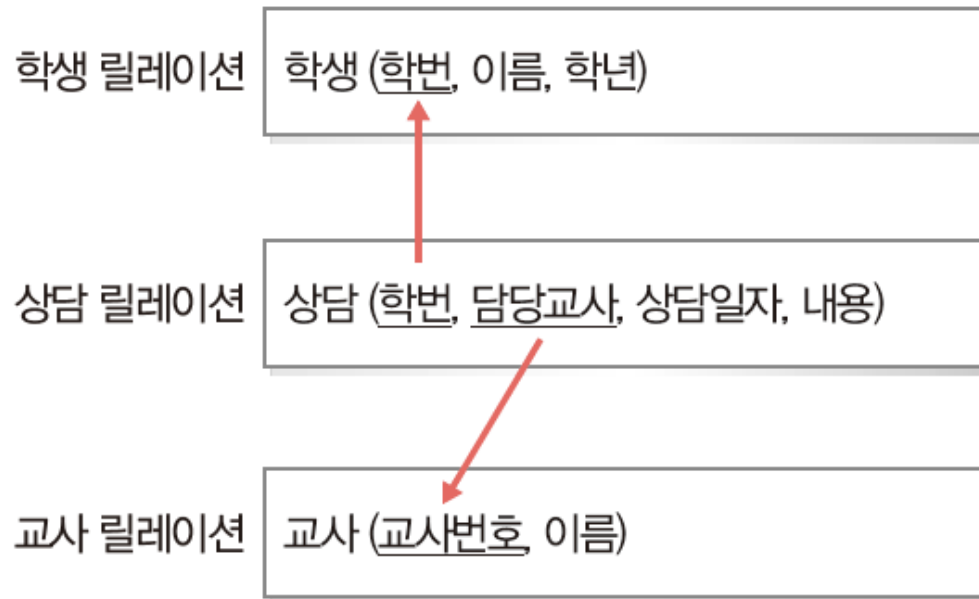 학생 릴레이션 학생 (학번, 이름, 학년)
상담 릴레이션 상담 (학번, 담당교사, 상담일자, 내용)
교사 릴레이션 교사 (교사번호, 이름)